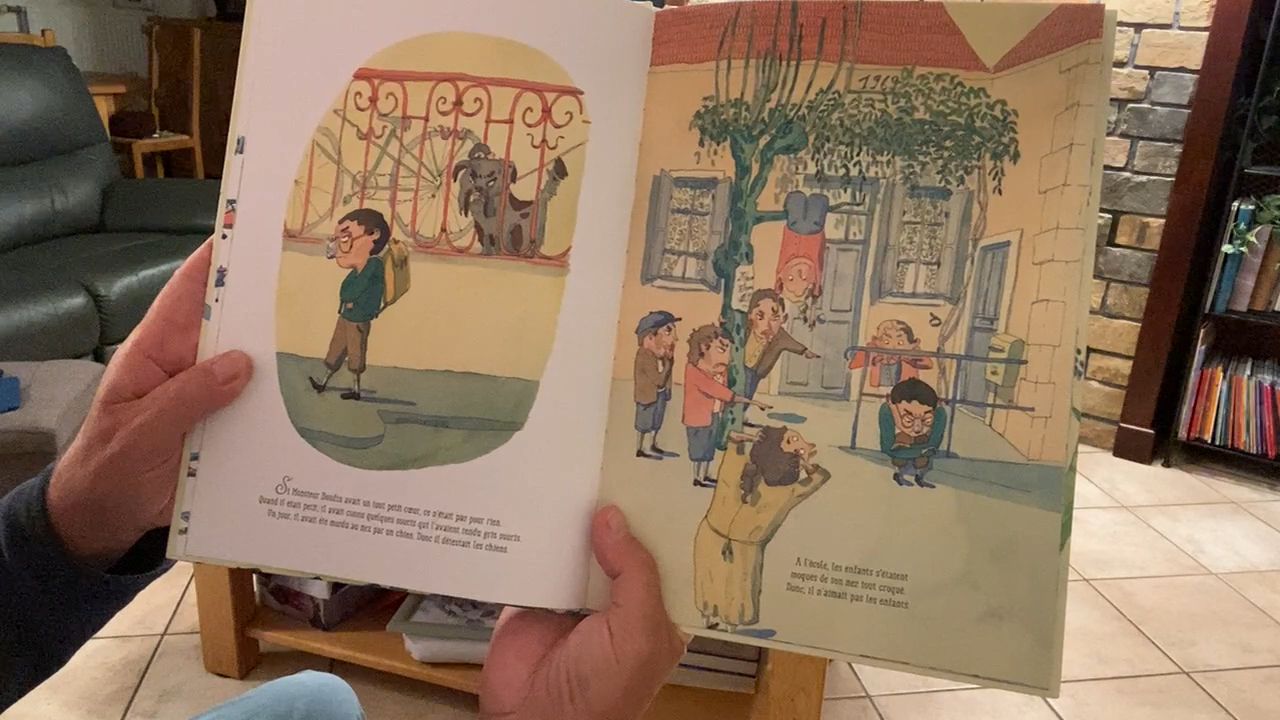 Si Monsieur Boudin avait un tout petit cœur, ce n'était pas pour rien.
Quand il était petit, il avait connu quelques soucis qui l'avaient rendu gris souris.
Un jour, il avait été mordu au nez par un chien. Donc il détestait les chiens.
1969
A l'école, les enfants s'étaient
moqués de son nez tout croqué.
Donc, il n'aimait pas les enfants.